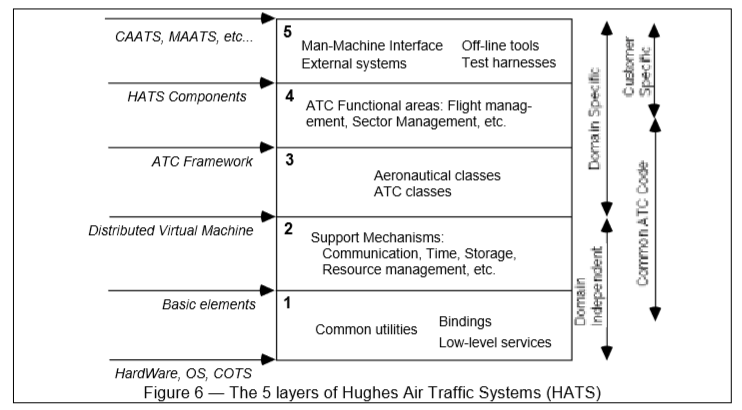 CAATS, MAATS, etc...
5
Man-Machine Interface Off-line tools
External systems Test harnesses
HATS Components
4
ATC Functional areas: Flight manag-
ement, Sector Management, etc.
ATC Framework
3
Aeronautical classes
ATC classes
Distributed Virtual Machine
2
Support Mechanisms:
Communication, Time, Storage,
Resource management, etc.
Basic elements
1
Common utilities
Bindings
Low-level services
HardWare, OS, COTS
Domain Specific
Domain
Independent
Customer
Specific
Common ATC Code
Figure 6 — The 5 layers of Hughes Air Traffic Systems (HATS)